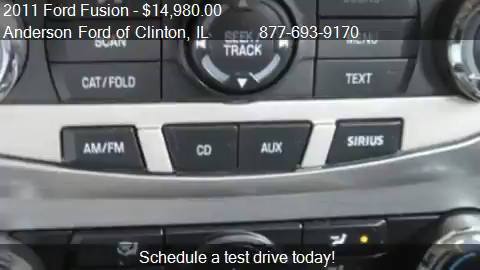 2011 Ford Fusion - $14,980.00
Anderson Ford of Clinton, IL 877-693-9170
SCAN SEEK MENU
TRACK
CAT/FOLD TEXT
AM/FM CD AUX SIRIUS
Schedule a test drive today!